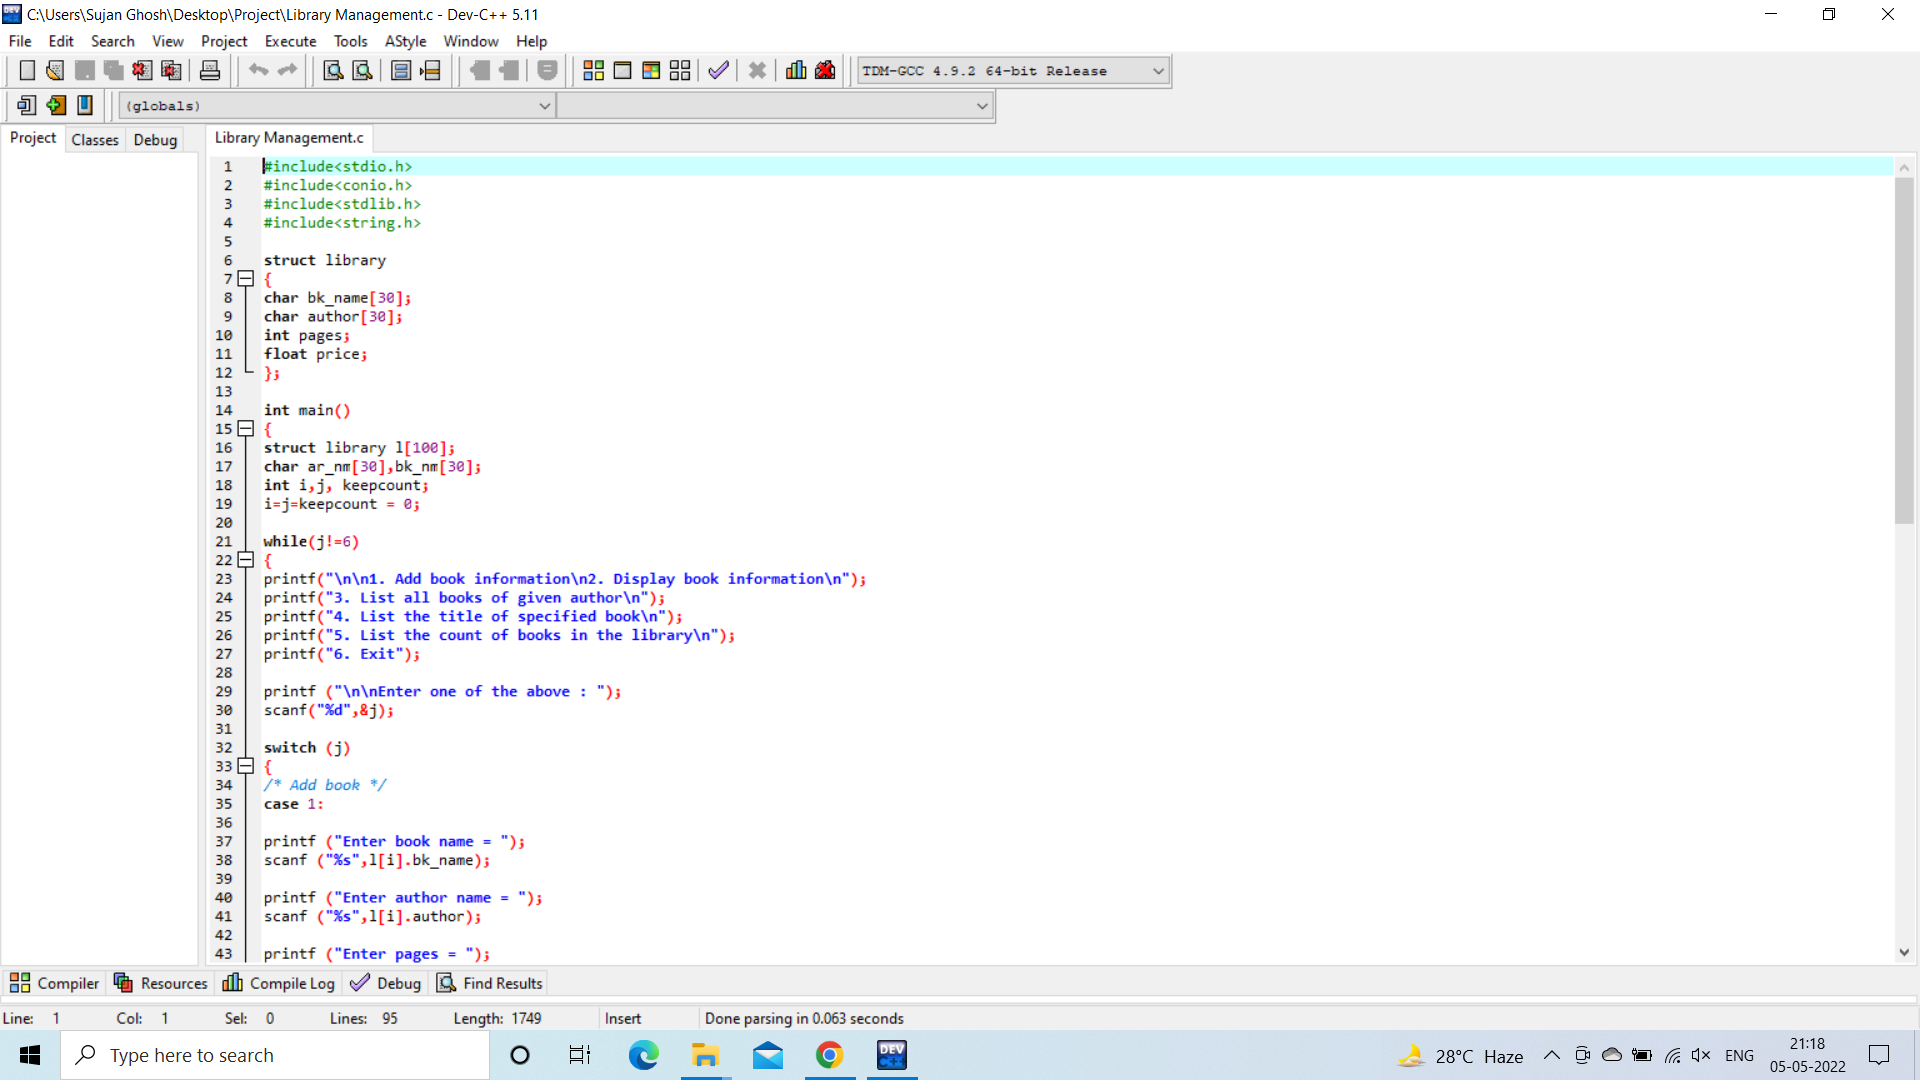 C:\Users\Sujan Ghosh\Desktop\Project\Library Management.c - Dev-C++ 5.11
File Edit Search View Project Execute Tools AStyle Window Help
TDM-GCC 4.9.2 64-bit Release
(globals)
Project Classes Debug Library Management.c
1 #include<stdio.h>
2 #include<conio.h>
3 #include<stdlib.h>
4 #include<string.h>
5
6 struct library
7 {
8 char bk_name[30];
9 char author[30];
10 int pages;
11 float price;
12 };
13
14 int main()
15 {
16 struct library l[100];
17 char ar_nm[30],bk_nm[30];
18 int i,j, keepcount;
19 i=j=keepcount = 0;
20
21 while(j!=6)
22 {
23 printf("\n\n1. Add book information\n2. Display book information\n");
24 printf("3. List all books of given author\n");
25 printf("4. List the title of specified book\n");
26 printf("5. List the count of books in the library\n");
27 printf("6. Exit");
28
29 printf ("\n\nEnter one of the above : ");
30 scanf("%d",&j);
31
32 switch (j)
33 {
34 /* Add book */
35 case 1:
36
37 printf ("Enter book name = ");
38 scanf ("%s",l[i].bk_name);
39
40 printf ("Enter author name = ");
41 scanf ("%s",l[i].author);
42
43 printf ("Enter pages = ");
Compiler Resources Compile Log Debug Find Results
Line: 1 Col: 1 Sel: 0 Lines: 95 Length: 1749 Insert Done parsing in 0.063 seconds
Type here to search
DEV C++
28°C Haze
ENG
21:18
05-05-2022